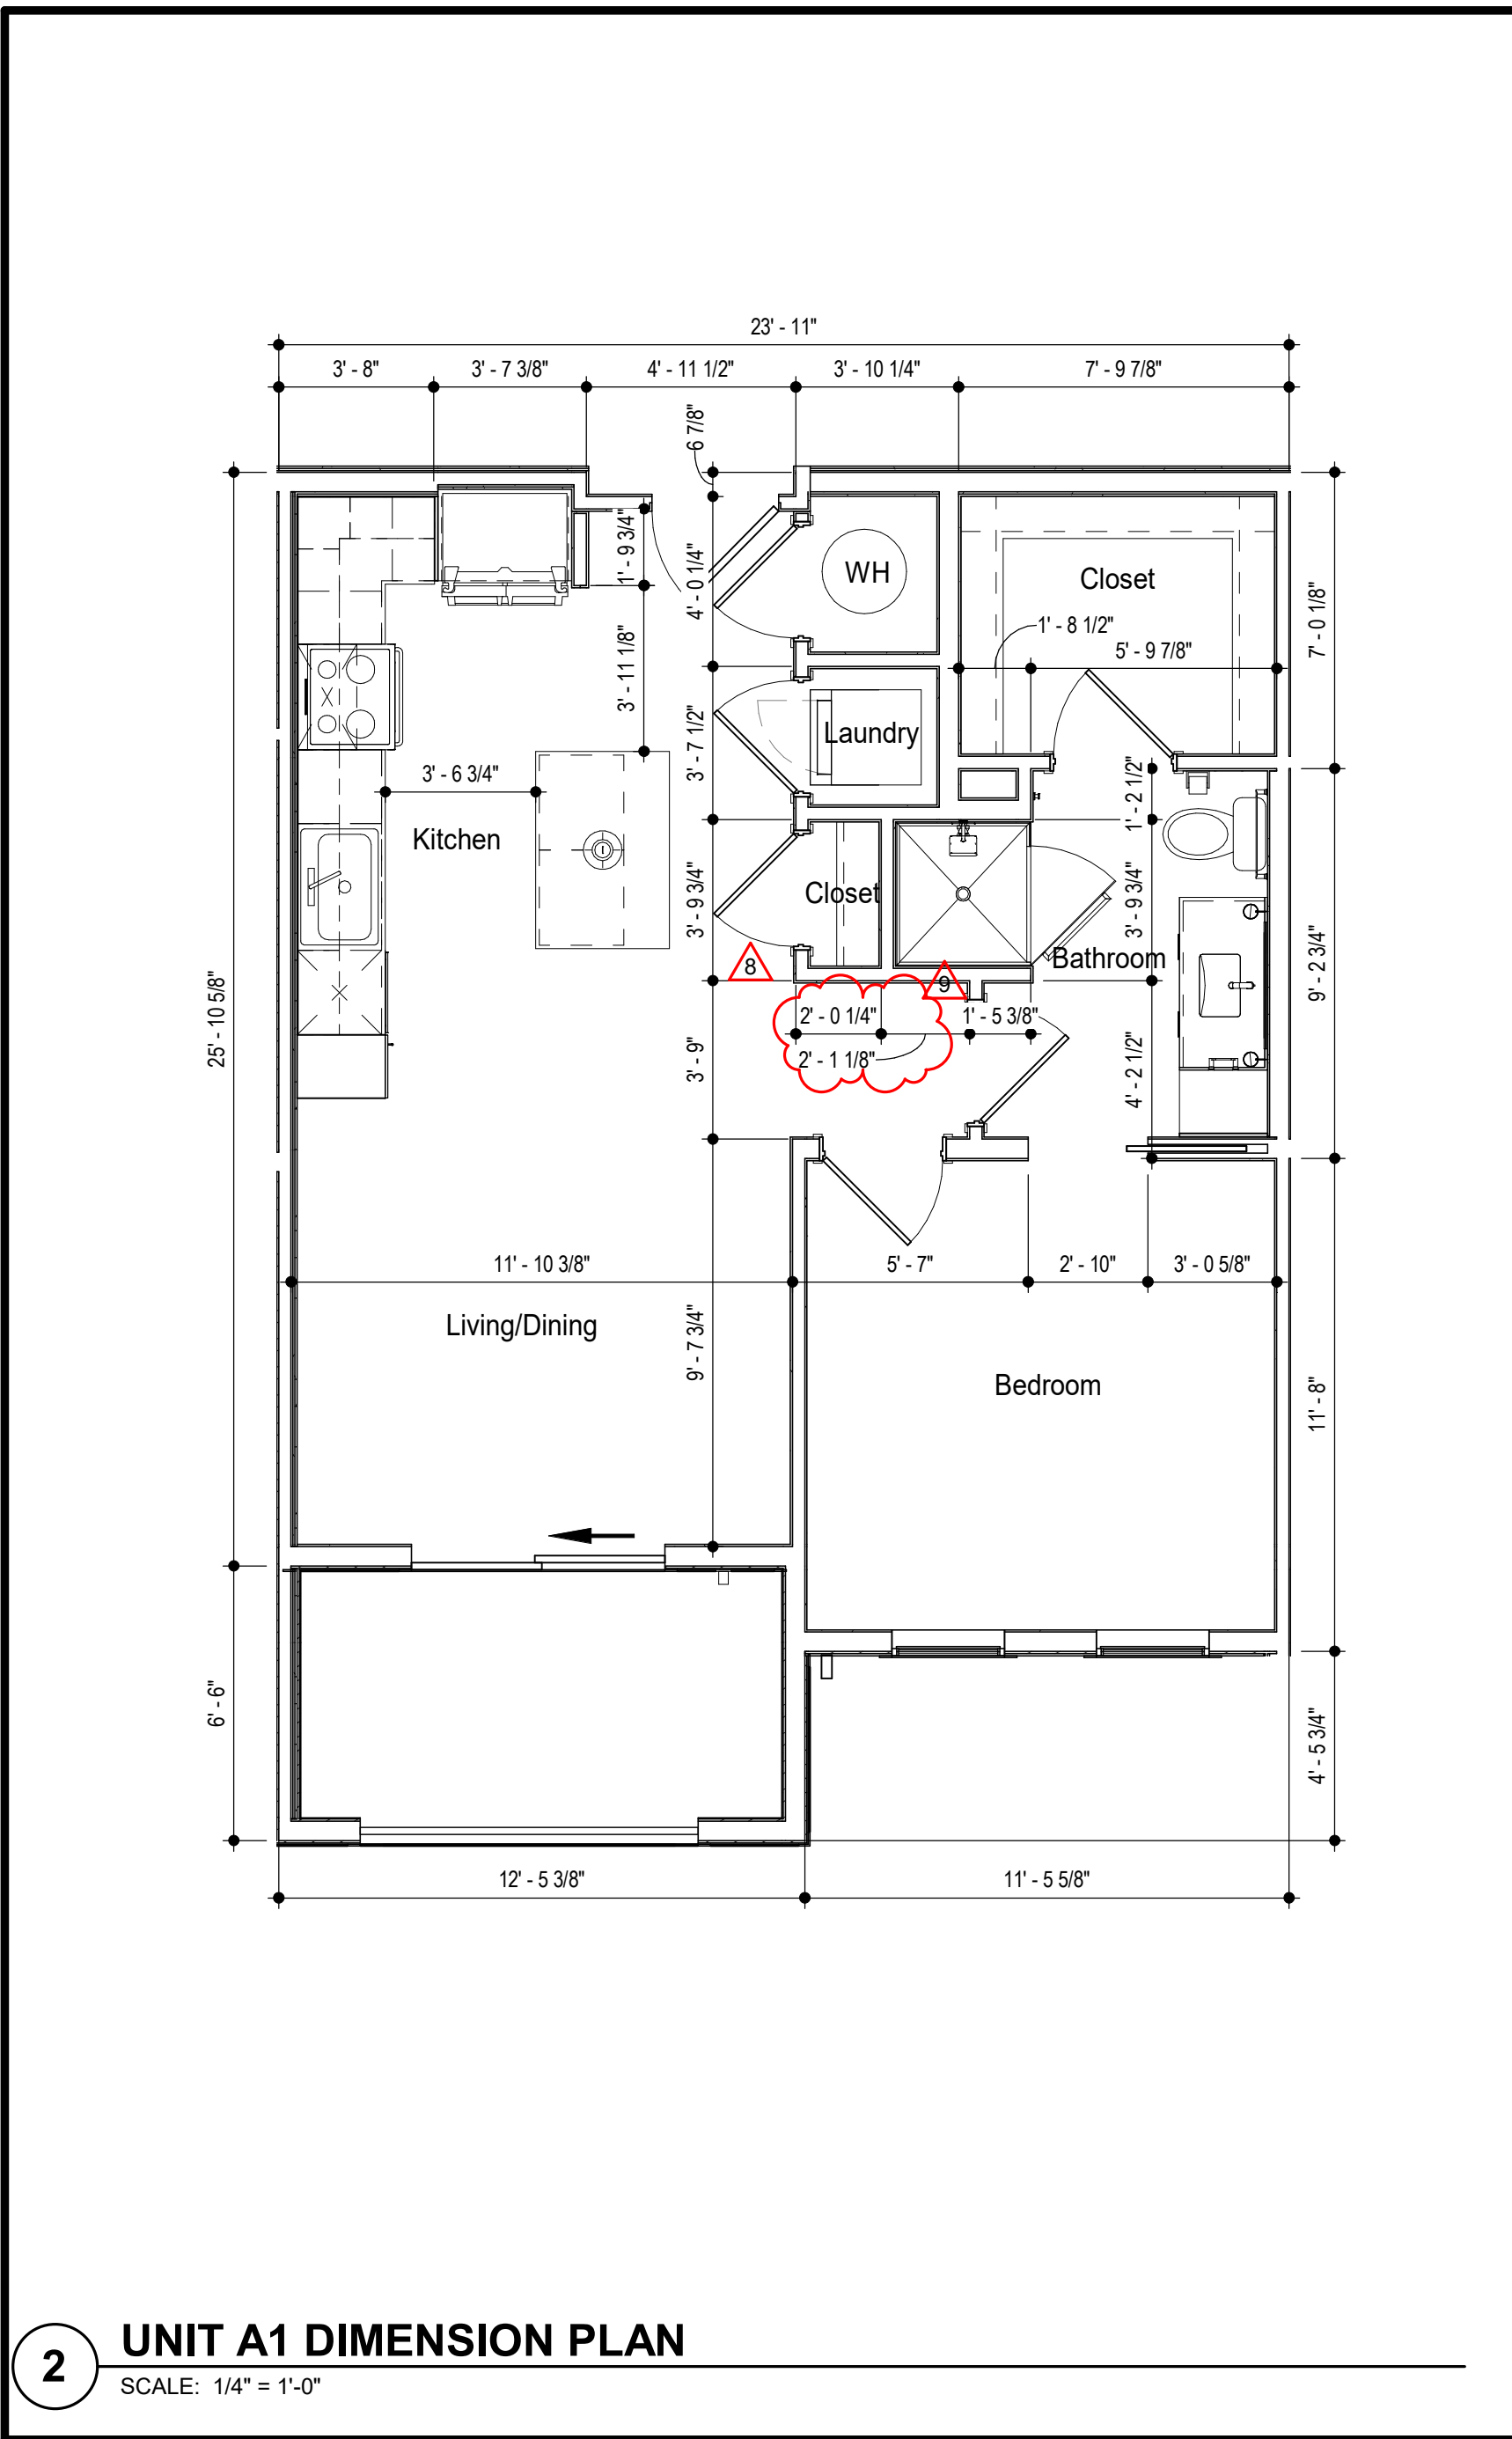 23' - 11"
3' - 8"
3' - 7 3/8"
4' - 11 1/2"
3' - 10 1/4"
7' - 9 7/8"
6 7/8"
1' - 9 3/4"
4' - 0 1/4"
WH
Closet
1' - 8 1/2"
5' - 9 7/8"
7' - 0 1/8"
3' - 11 1/8"
3' - 7 1/2"
Laundry
3' - 6 3/4"
1' - 2 1/2"
Kitchen
3' - 9 3/4"
Closet
3' - 9 3/4"
Bathroom
8
9
9' - 2 3/4"
25' - 10 5/8"
2' - 0 1/4"
1' - 5 3/8"
2' - 1 1/8"
3' - 9"
4' - 2 1/2"
11' - 10 3/8"
5' - 7"
2' - 10"
3' - 0 5/8"
Living/Dining
9' - 7 3/4"
Bedroom
11' - 8"
6' - 6"
4' - 5 3/4"
12' - 5 3/8"
11' - 5 5/8"
2
UNIT A1 DIMENSION PLAN
SCALE: 1/4" = 1'-0"